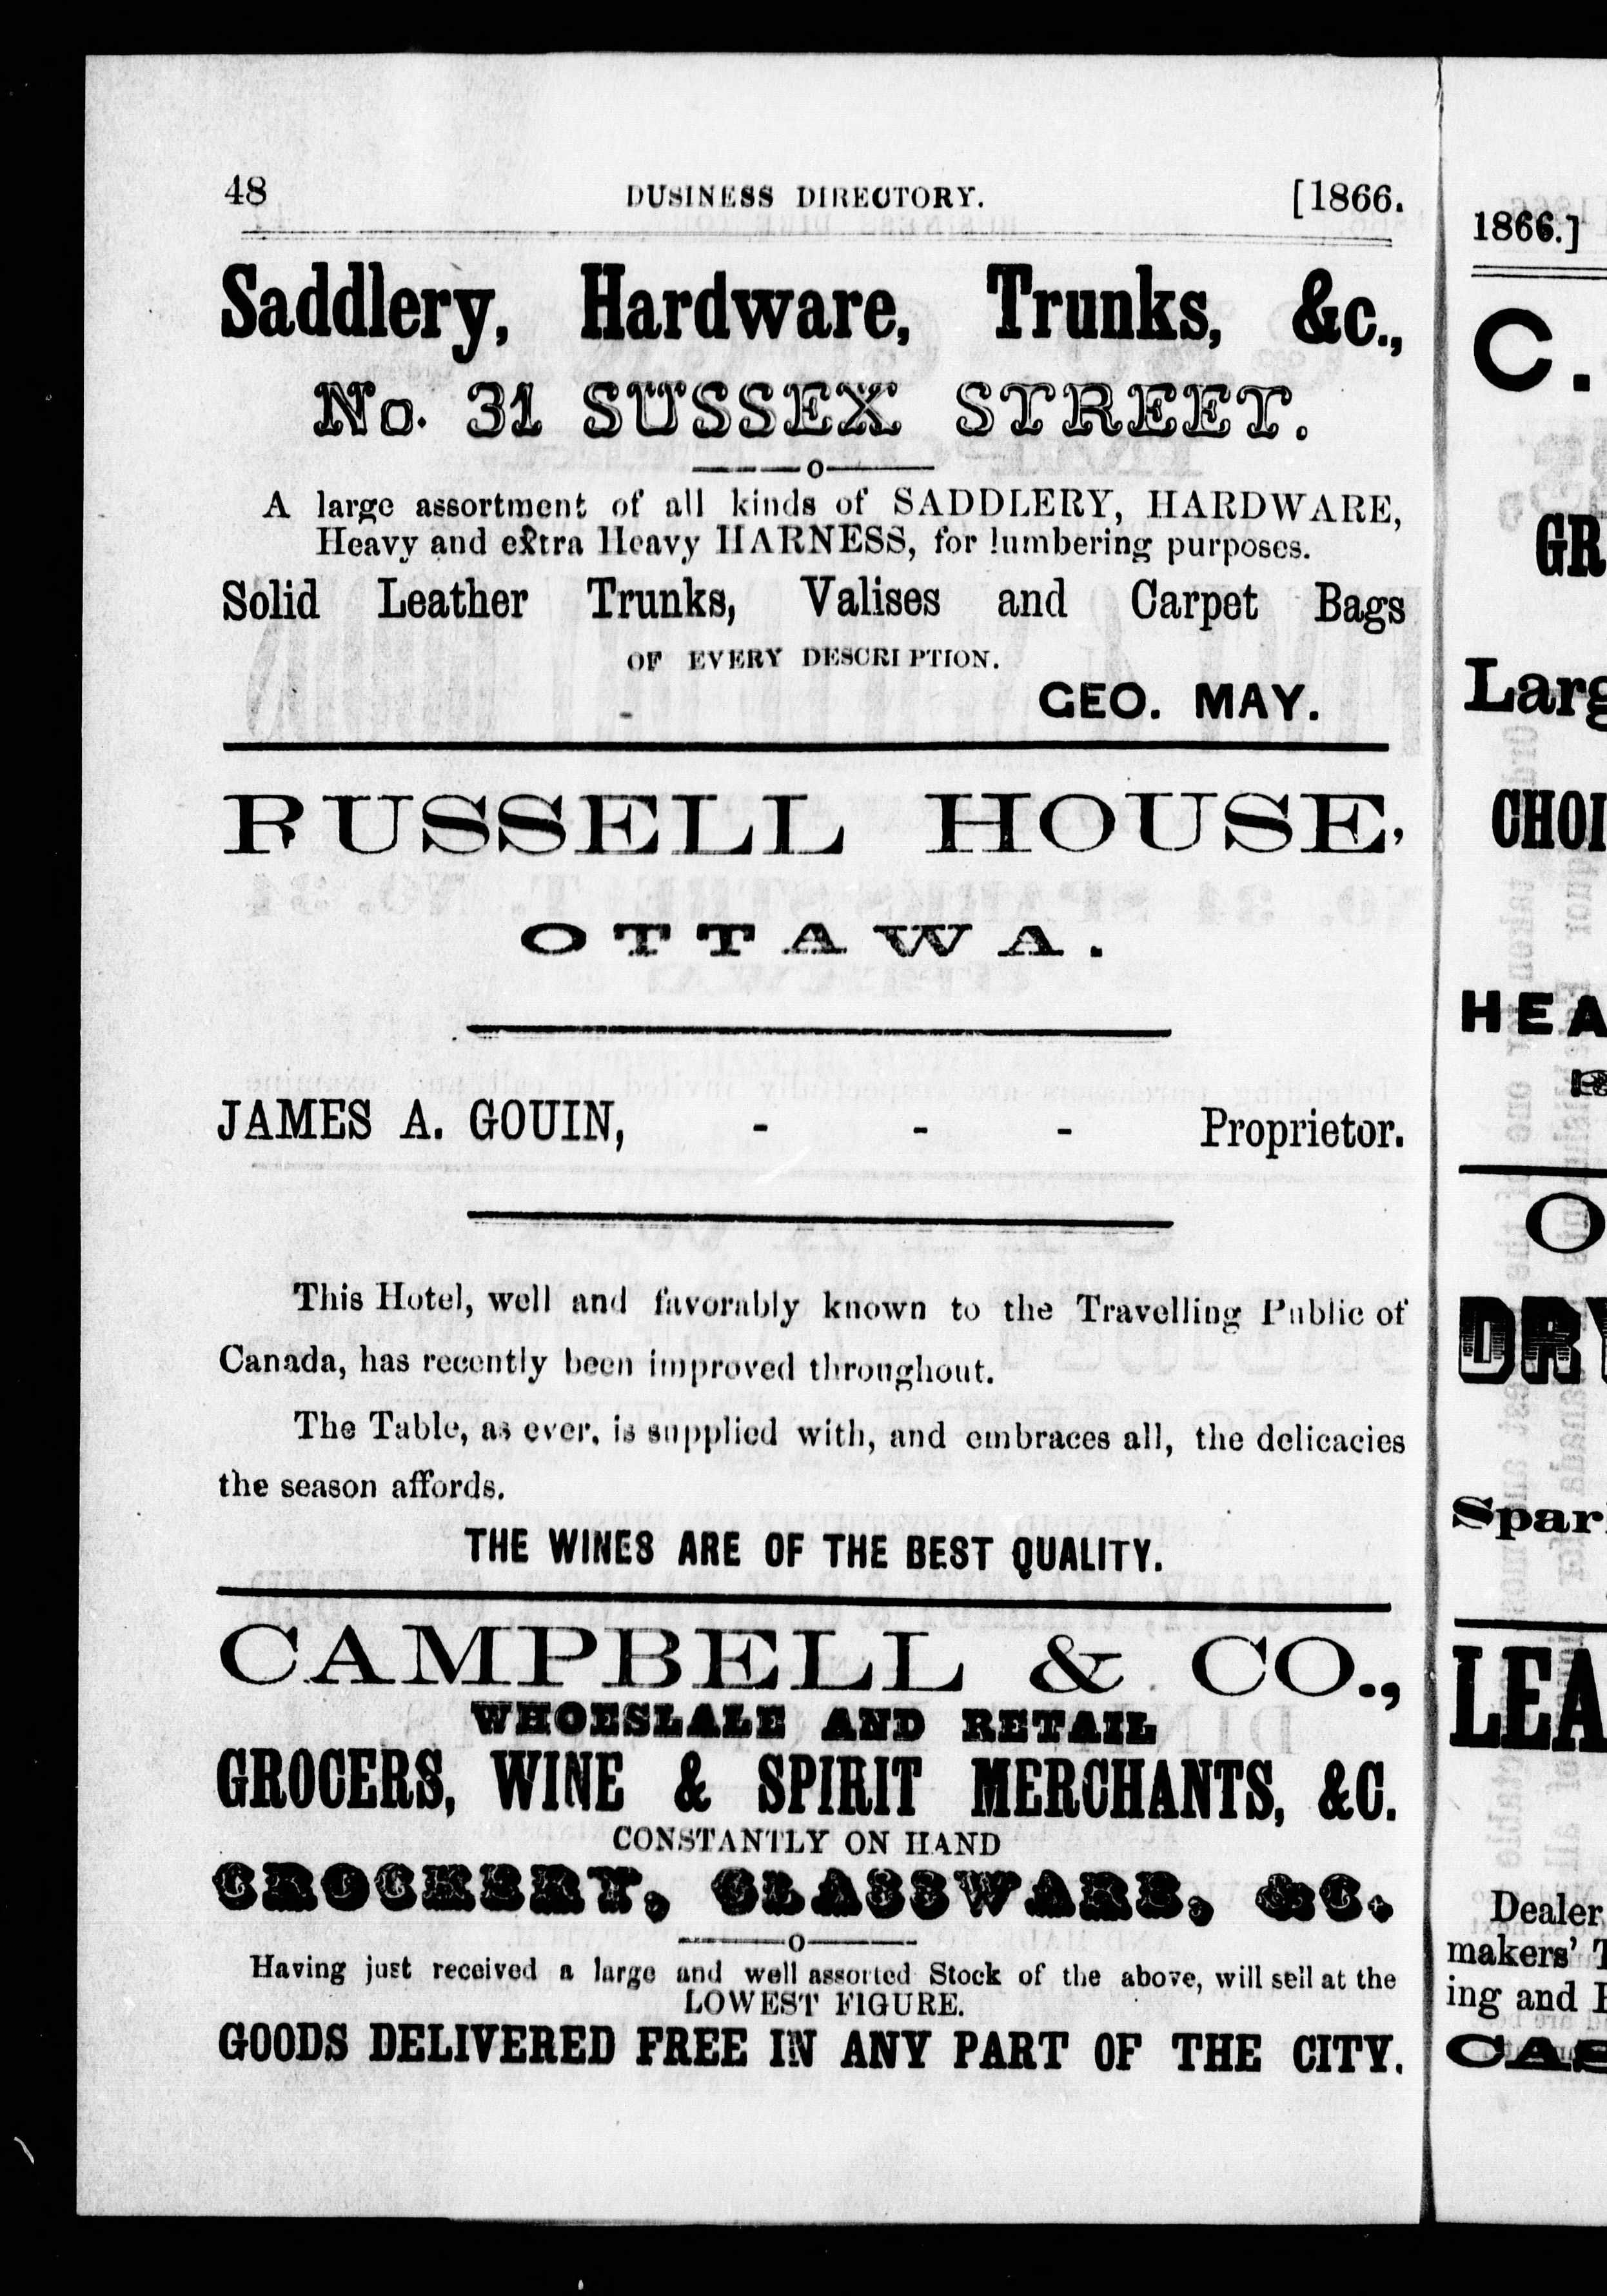 48 BUSINESS DIRECTORY. [1866.
Saddlery, Hardware, Trunks, &c.,
No. 31 SUSSEX STREET.
A large assortment of all kinds of SADDLERY, HARDWARE,
Heavy and extra Heavy HARNESS, for lumbering purposes.
Solid Leather Trunks, Valises and Carpet Bags
OF EVERY DESCRIPTION.
GEO. MAY.
RUSSELL HOUSE,
OTTAWA.
JAMES A. GOUIN, - - - Proprietor.
This Hotel, well and favorably known to the Travelling Public of
Canada, has recently been improved throughout.
The Table, as ever, is supplied with, and embraces all, the delicacies
the season affords.
THE WINES ARE OF THE BEST QUALITY.
CAMPBELL & CO.,
WHOESLALE AND RETAIL
GROCERS, WINE & SPIRIT MERCHANTS, &C.
CONSTANTLY ON HAND
CROCKERY, GLASSWARE, &C.
Having just received a large and well assorted Stock of the above, will sell at the
LOWEST FIGURE.
GOODS DELIVERED FREE IN ANY PART OF THE CITY.
1866.]
C.
GR
Larg
CHOI
HEA
O
DRY
Spar
LEA
Dealer
makers' T
ing and
CAS